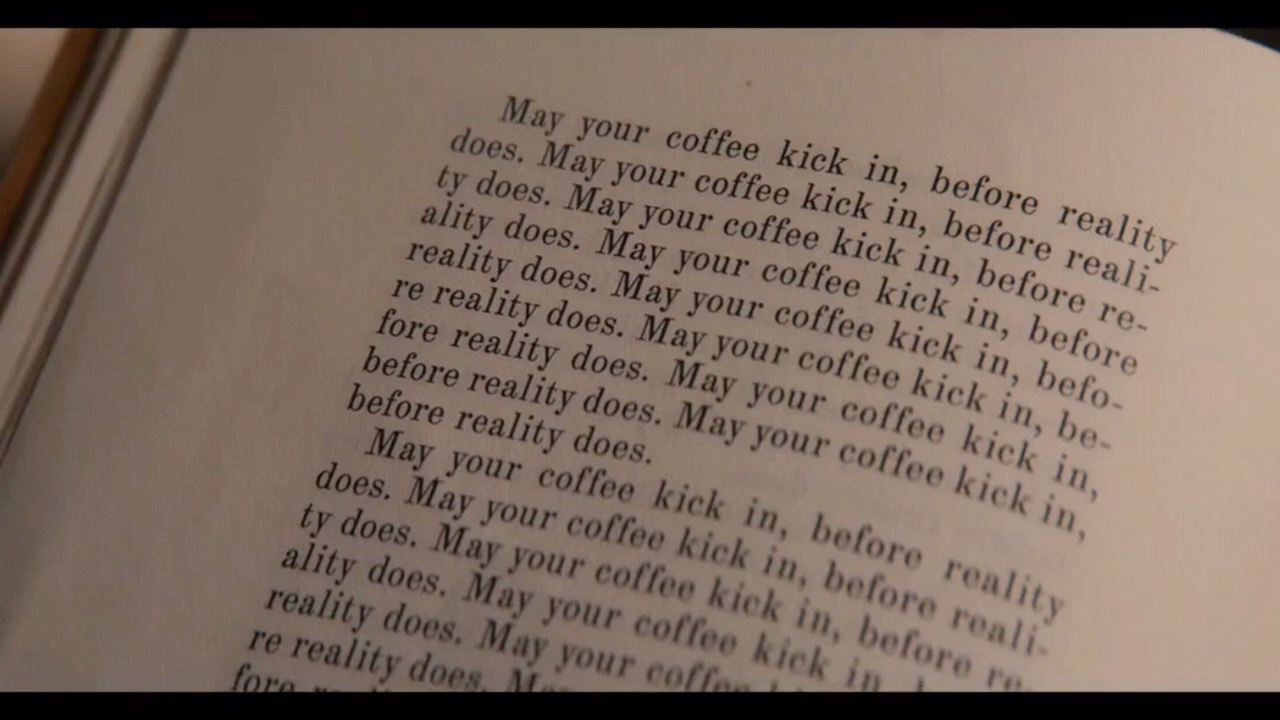 May your coffee kick in, before reality
does. May your coffee kick in, before reali-
ty does. May your coffee kick in, before re-
ality does. May your coffee kick in, before
reality does. May your coffee kick in, befo-
re reality does. May your coffee kick in, be-
fore reality does. May your coffee kick in,
before reality does. May your coffee kick in,
before reality does.
May your coffee kick in, before reality
does. May your coffee kick in, before reali-
ty does. May your coffee kick in, before re-
ality does. May your coffee kick in,
reality does. May your coffee
re reality does. May
fore